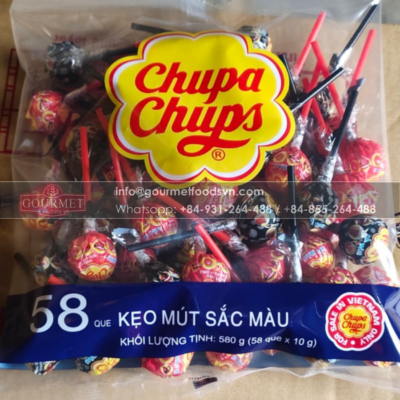 Chupa
Chups
®
info@gourmetfoodsvn.com
GOURMET
Whatsapp: +84-931-264-488 / +84-855-264-488
58 QUE KẸO MÚT SẮC MÀU
KHỐI LƯỢNG TỊNH: 580 g (58 que x 10 g)
FOR SALE IN VIETNAM ONLY
Chupa
Chups